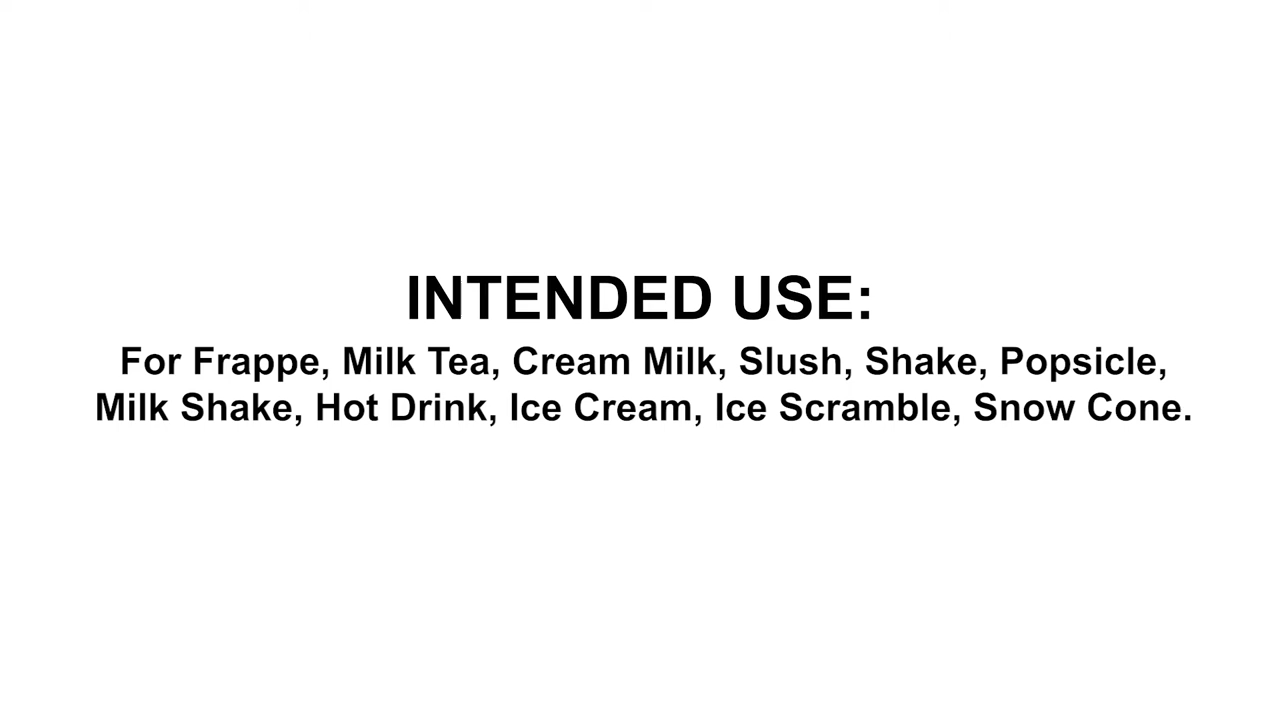 INTENDED USE:
For Frappe, Milk Tea, Cream Milk, Slush, Shake, Popsicle,
Milk Shake, Hot Drink, Ice Cream, Ice Scramble, Snow Cone.